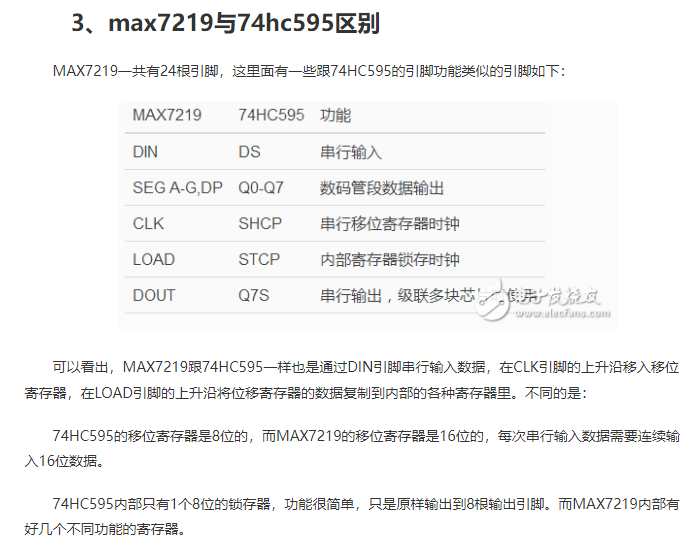 3、max7219与74hc595区别
MAX7219一共有24根引脚，这里面有一些跟74HC595的引脚功能类似的引脚如下：
MAX7219 74HC595 功能
DIN DS 串行输入
SEG A-G,DP Q0-Q7 数码管段数据输出
CLK SHCP 串行移位寄存器时钟
LOAD STCP 内部寄存器锁存时钟
DOUT Q7S 串行输出，级联多块芯片使用
电子发烧友
www.elecfans.com
可以看出，MAX7219跟74HC595一样也是通过DIN引脚串行输入数据，在CLK引脚的上升沿移入移位
寄存器，在LOAD引脚的上升沿将位移寄存器的数据复制到内部的各种寄存器里。不同的是：
74HC595的移位寄存器是8位的，而MAX7219的移位寄存器是16位的，每次串行输入数据需要连续输
入16位数据。
74HC595内部只有1个8位的锁存器，功能很简单，只是原样输出到8根输出引脚。而MAX7219内部有
好几个不同功能的寄存器。